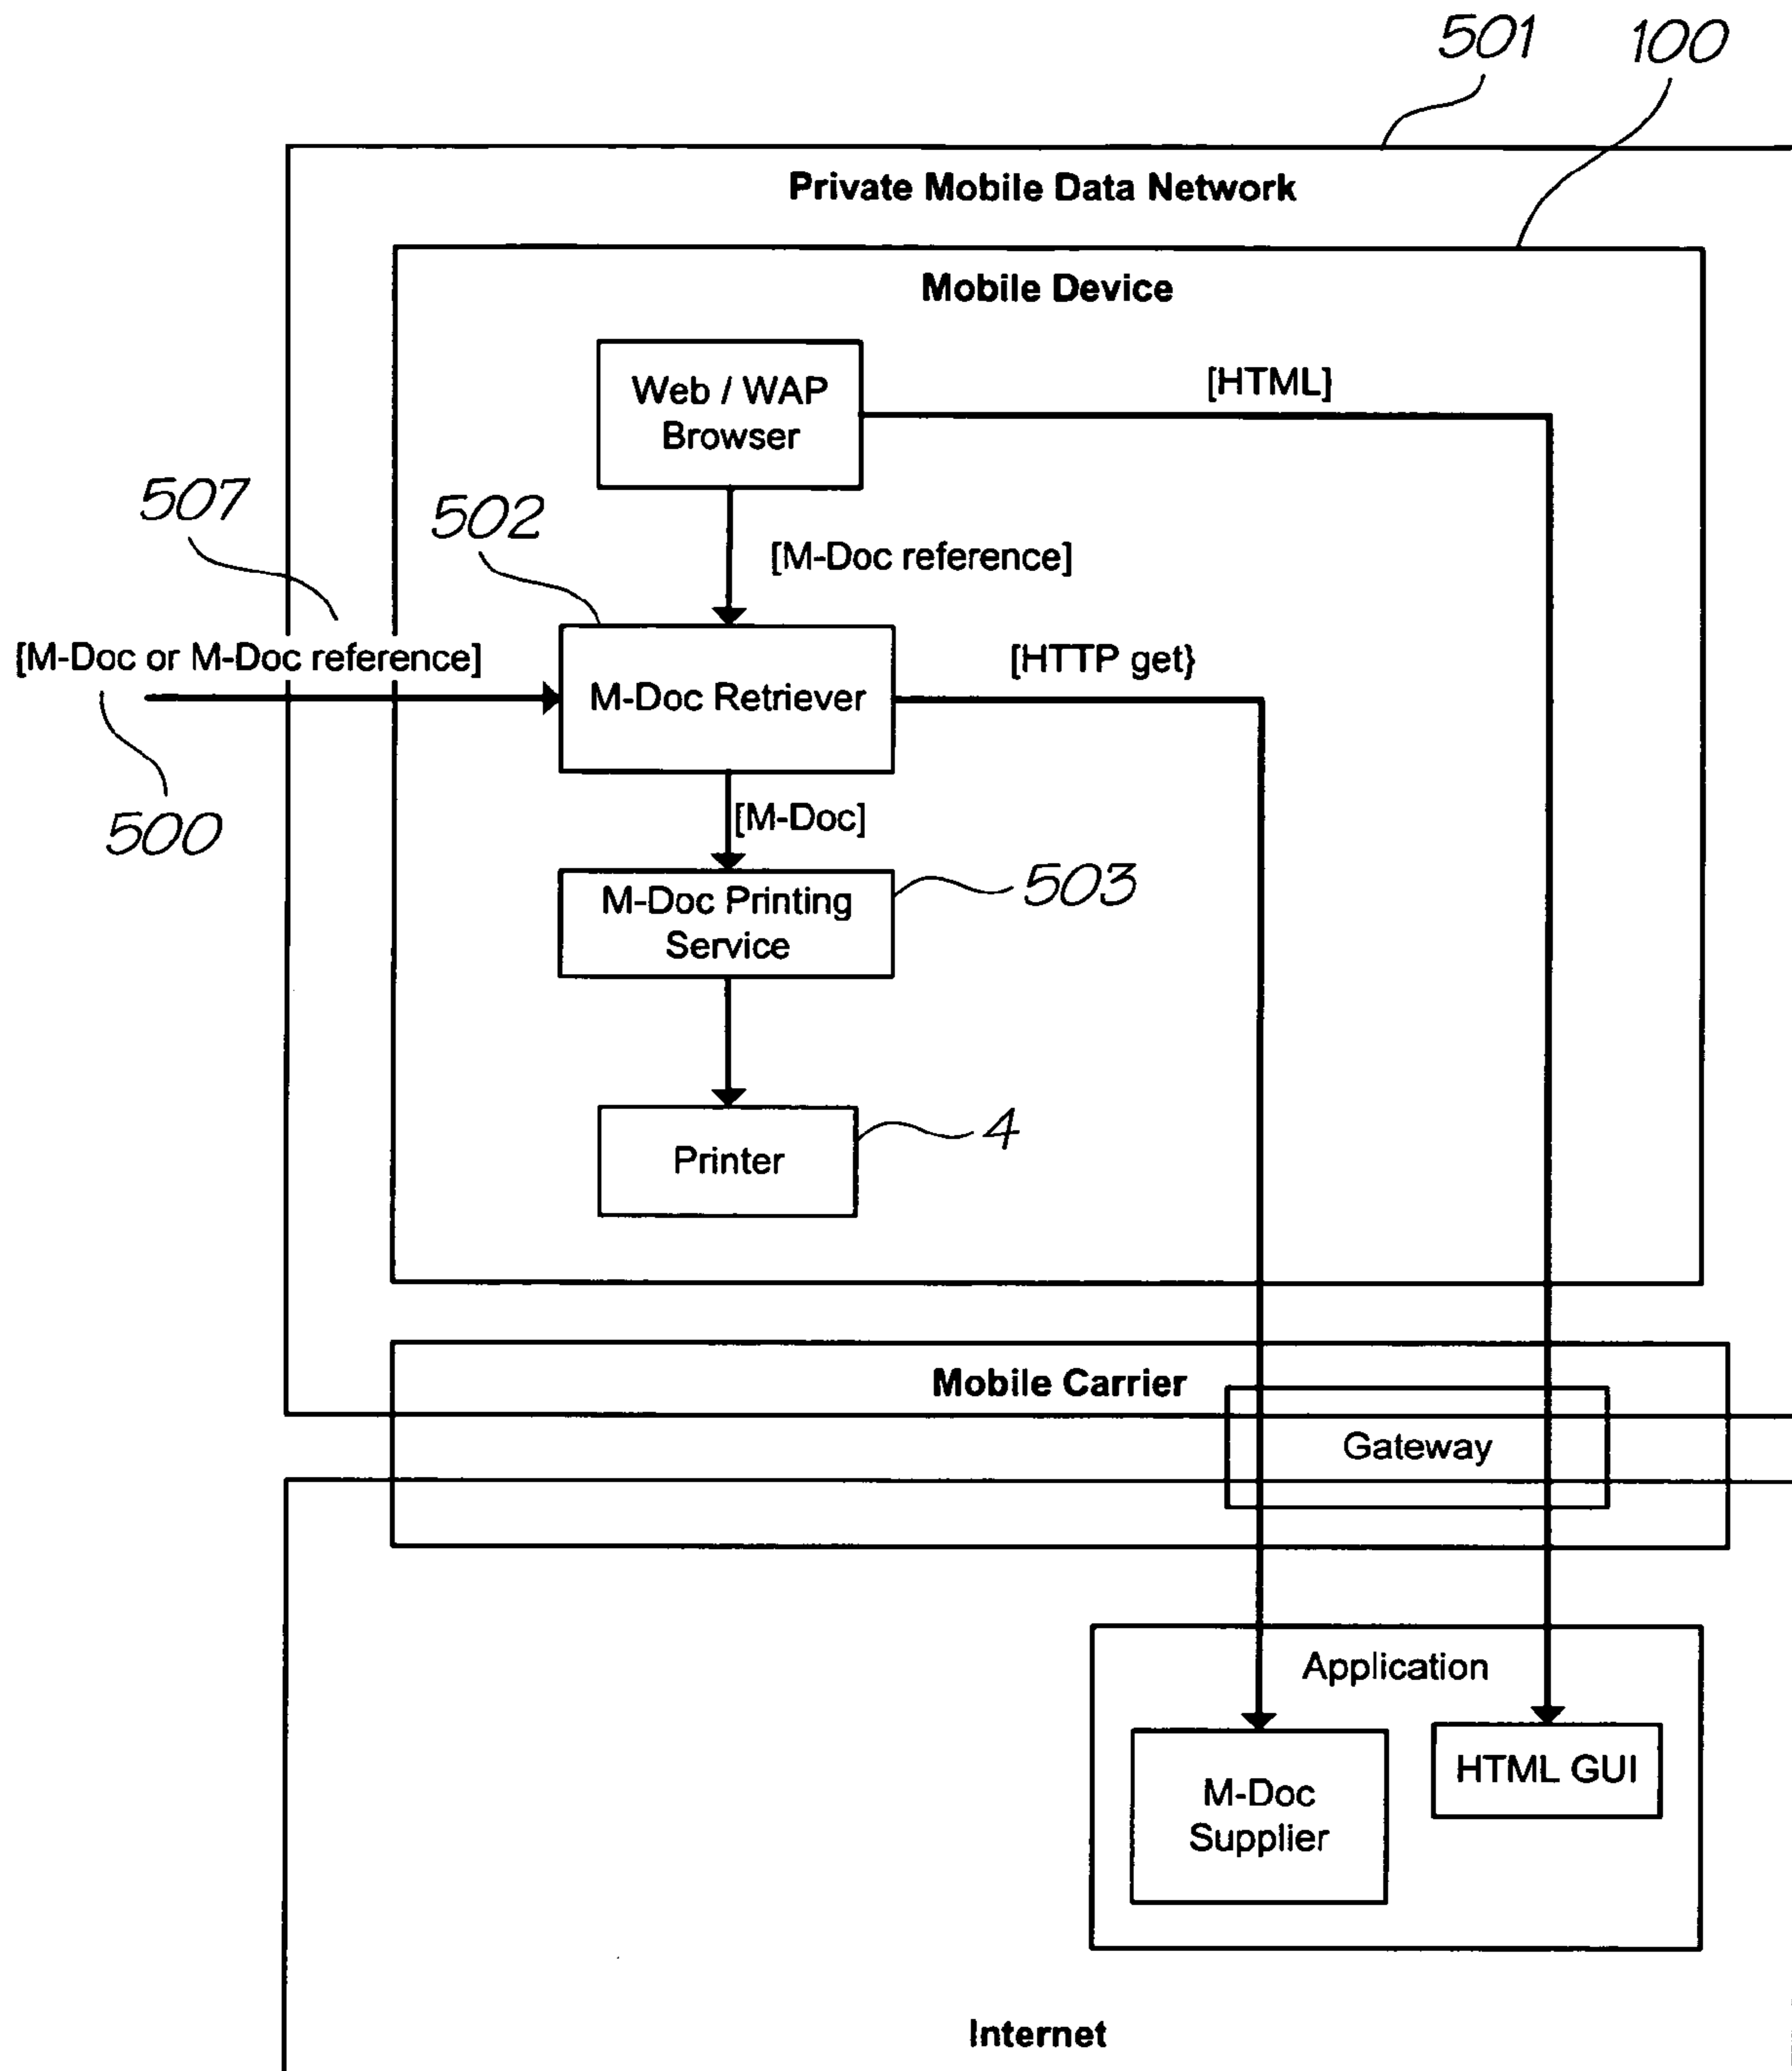 501
100
Private Mobile Data Network
Mobile Device
Web / WAP
Browser
[HTML]
507
502
[M-Doc reference]
[M-Doc or M-Doc reference]
M-Doc Retriever
[HTTP get}
500
[M-Doc]
M-Doc Printing
Service
503
Printer
4
Mobile Carrier
Gateway
Application
M-Doc
Supplier
HTML GUI
Internet